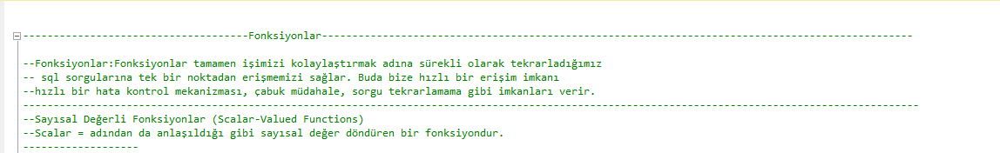 -------------------------------------Fonksiyonlar-------------------------------------------------------------------------------------------------
--Fonksiyonlar:Fonksiyonlar tamamen işimizi kolaylaştırmak adına sürekli olarak tekrarladığımız
-- sql sorgularına tek bir noktadan erişmemizi sağlar. Buda bize hızlı bir erişim imkanı
--hızlı bir hata kontrol mekanizması, çabuk müdahale, sorgu tekrarlamama gibi imkanları verir.
---------------------------------------------------------------------------------------------------------------------------------------------------
--Sayısal Değerli Fonksiyonlar (Scalar-Valued Functions)
--Scalar = adından da anlaşıldığı gibi sayısal değer döndüren bir fonksiyondur.
-------------------